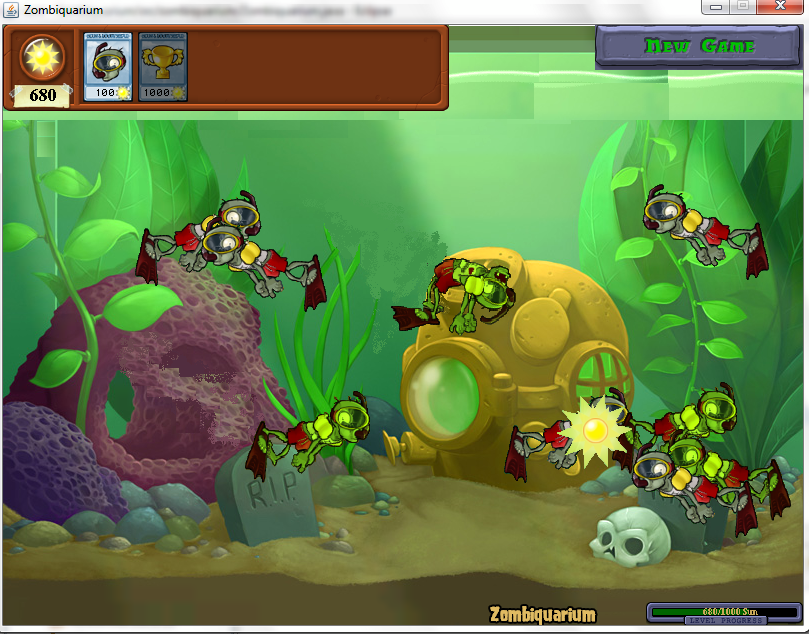 Zombiquarium
New Game
680
100
1000
R.I.P.
Zombiquarium
680/1000 Sun
LEVEL PROGRESS